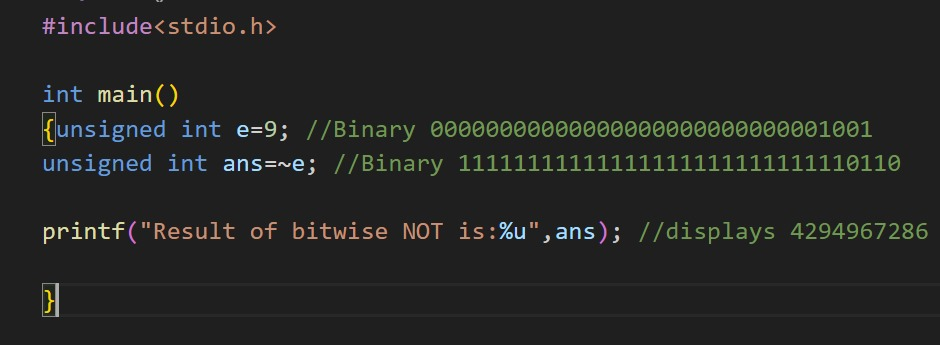 #include<stdio.h>
int main()
{unsigned int e=9; //Binary 00000000000000000000000000001001
unsigned int ans=~e; //Binary 11111111111111111111111111110110
printf("Result of bitwise NOT is:%u",ans); //displays 4294967286
}